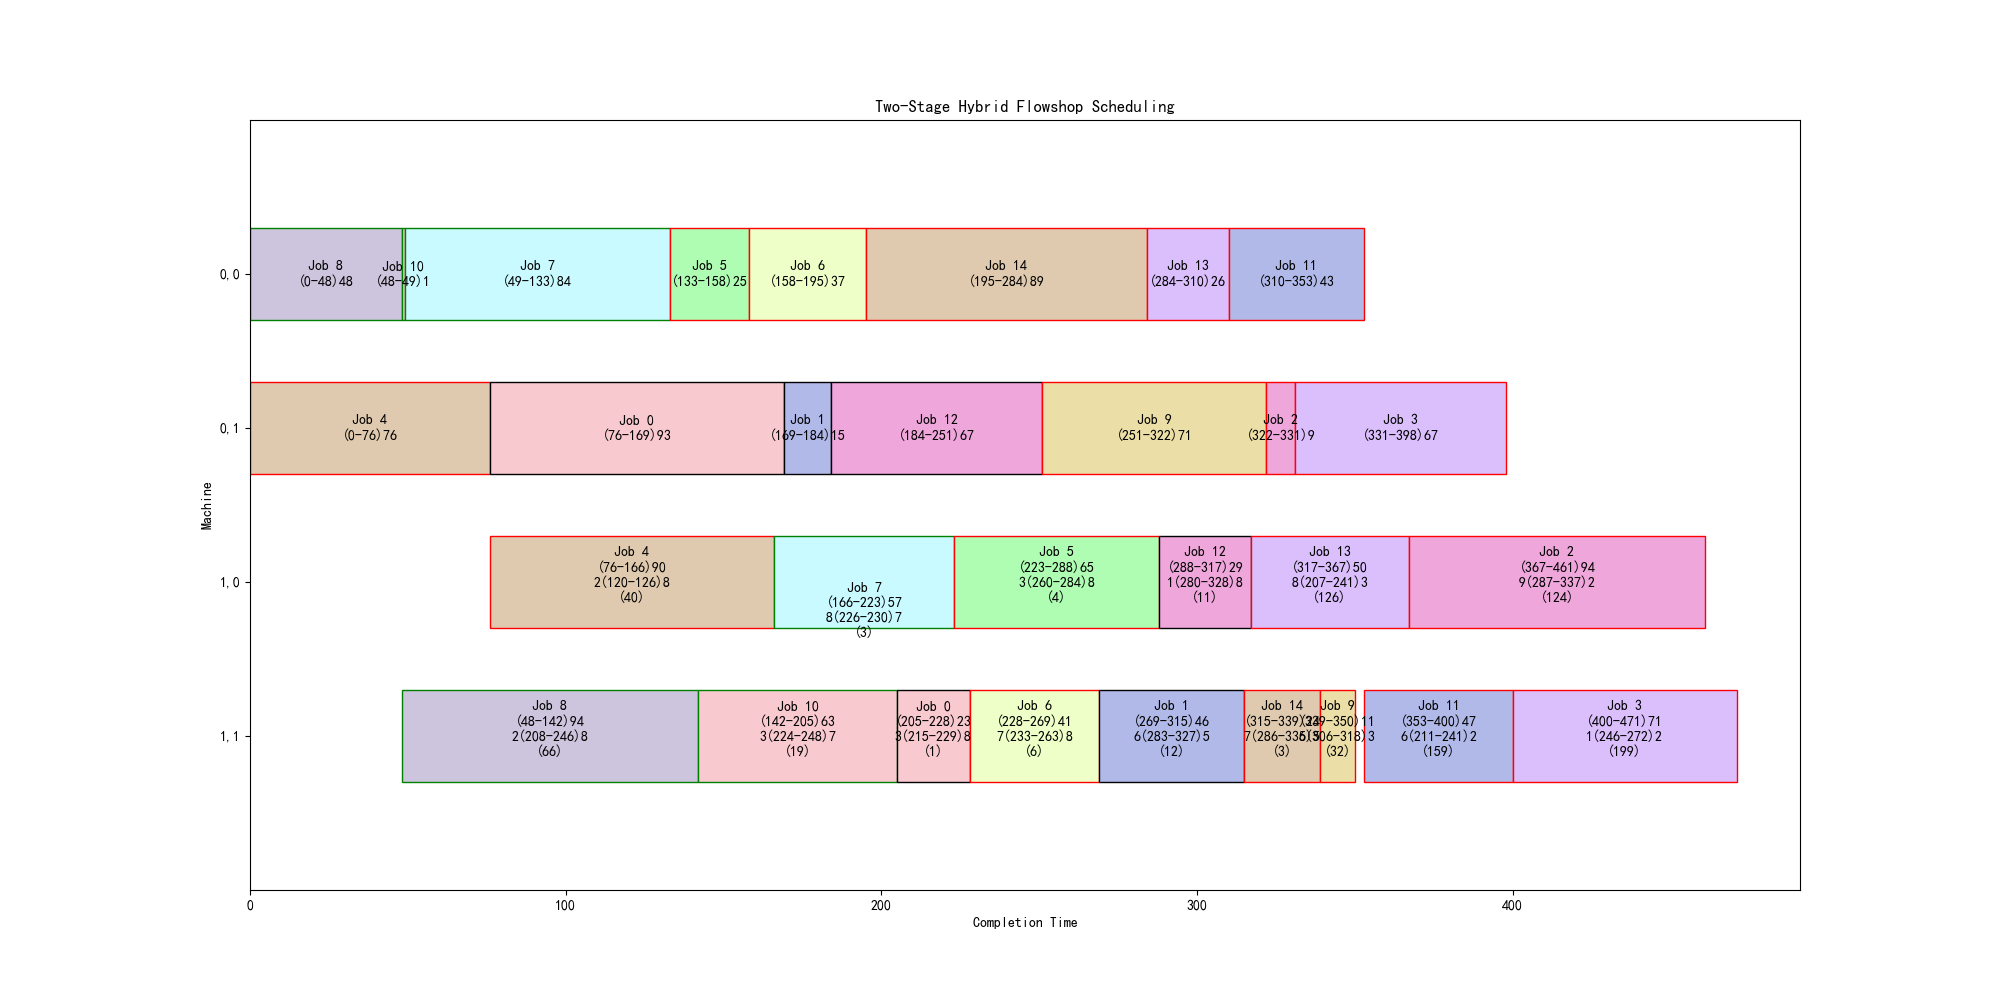 Two-Stage Hybrid Flowshop Scheduling
Machine
0,0
Job 8
(0-48)48
Job 10
(48-49)1
Job 7
(49-133)84
Job 5
(133-158)25
Job 6
(158-195)37
Job 14
(195-284)89
Job 13
(284-310)26
Job 11
(310-353)43
0,1
Job 4
(0-76)76
Job 0
(76-169)93
Job 1
(169-184)15
Job 12
(184-251)67
Job 9
(251-322)71
Job 2
(322-331)9
Job 3
(331-398)67
1,0
Job 4
(76-166)90
2(120-126)8
(40)
Job 7
(166-223)57
8(226-230)7
(3)
Job 5
(223-288)65
3(260-284)8
(4)
Job 12
(288-317)29
1(280-328)8
(11)
Job 13
(317-367)50
8(207-241)3
(126)
Job 2
(367-461)94
9(287-337)2
(124)
1,1
Job 8
(48-142)94
2(208-246)8
(66)
Job 10
(142-205)63
3(224-248)7
(19)
Job 0
(205-228)23
3(215-229)8
(1)
Job 6
(228-269)41
7(233-263)8
(6)
Job 1
(269-315)46
6(283-327)5
(12)
Job 14
(315-339)24
(3)
Job 9
(339-350)11
(32)
Job 11
(353-400)47
6(211-241)2
(159)
Job 3
(400-471)71
1(246-272)2
(199)
0
100
200
300
400
Completion Time